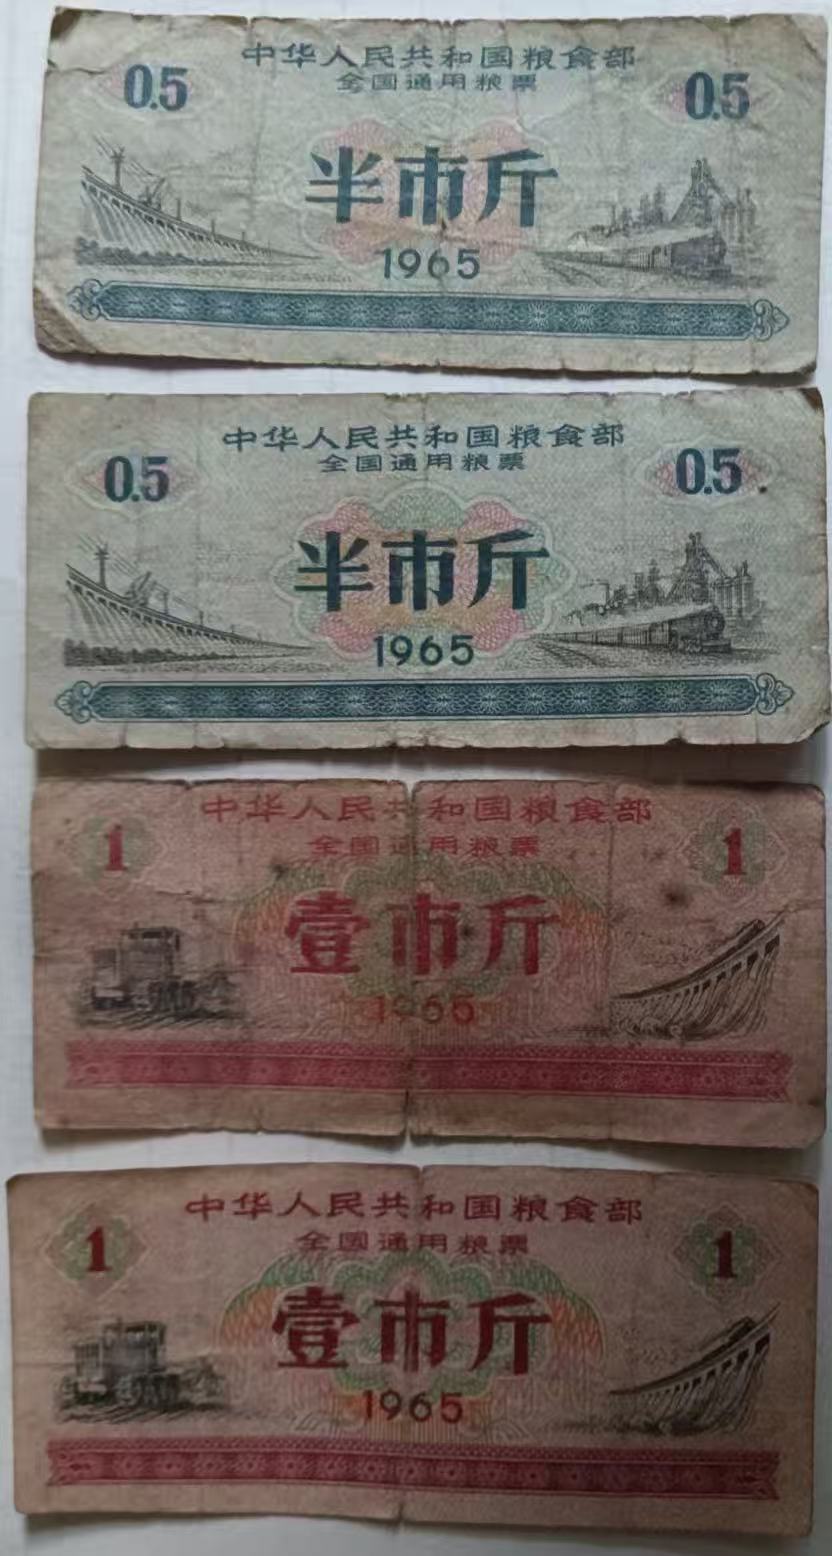 中华人民共和国粮食部
全国通用粮票
0.5 0.5
半市斤
1965
中华人民共和国粮食部
全国通用粮票
0.5 0.5
半市斤
1965
中华人民共和国粮食部
全国通用粮票
1 1
壹市斤
1965
中华人民共和国粮食部
全国通用粮票
1 1
壹市斤
1965